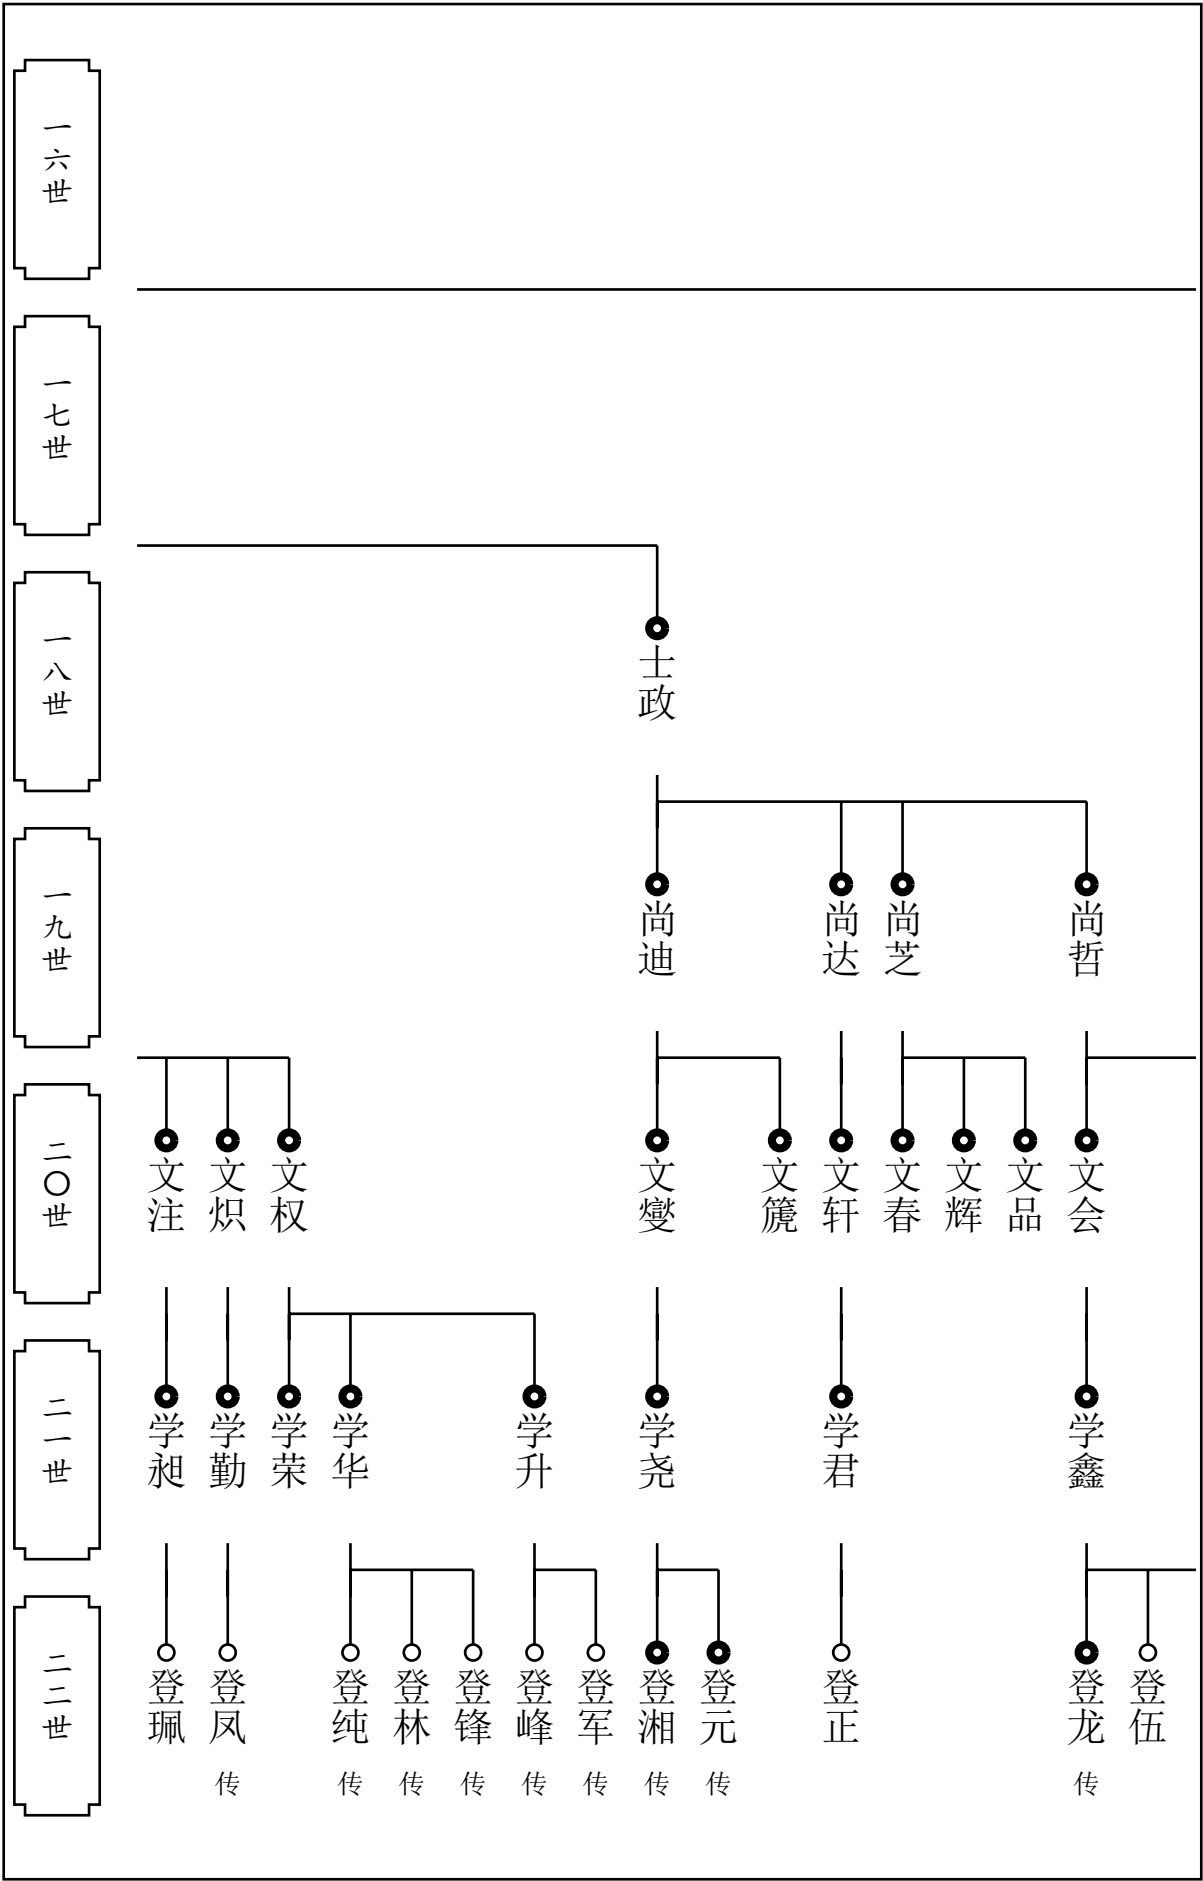 一六世
一七世
一八世
士政
一九世
尚迪
尚达
尚芝
尚哲
二〇世
文注
文炽
文权
文燮
文篪
文轩
文春
文辉
文品
文会
二一世
学昶
学勤
学荣
学华
学升
学尧
学君
学鑫
二二世
登珮
登凤
传
登纯
传
登林
传
登锋
传
登峰
传
登军
传
登湘
传
登元
传
登正
登龙
传
登伍